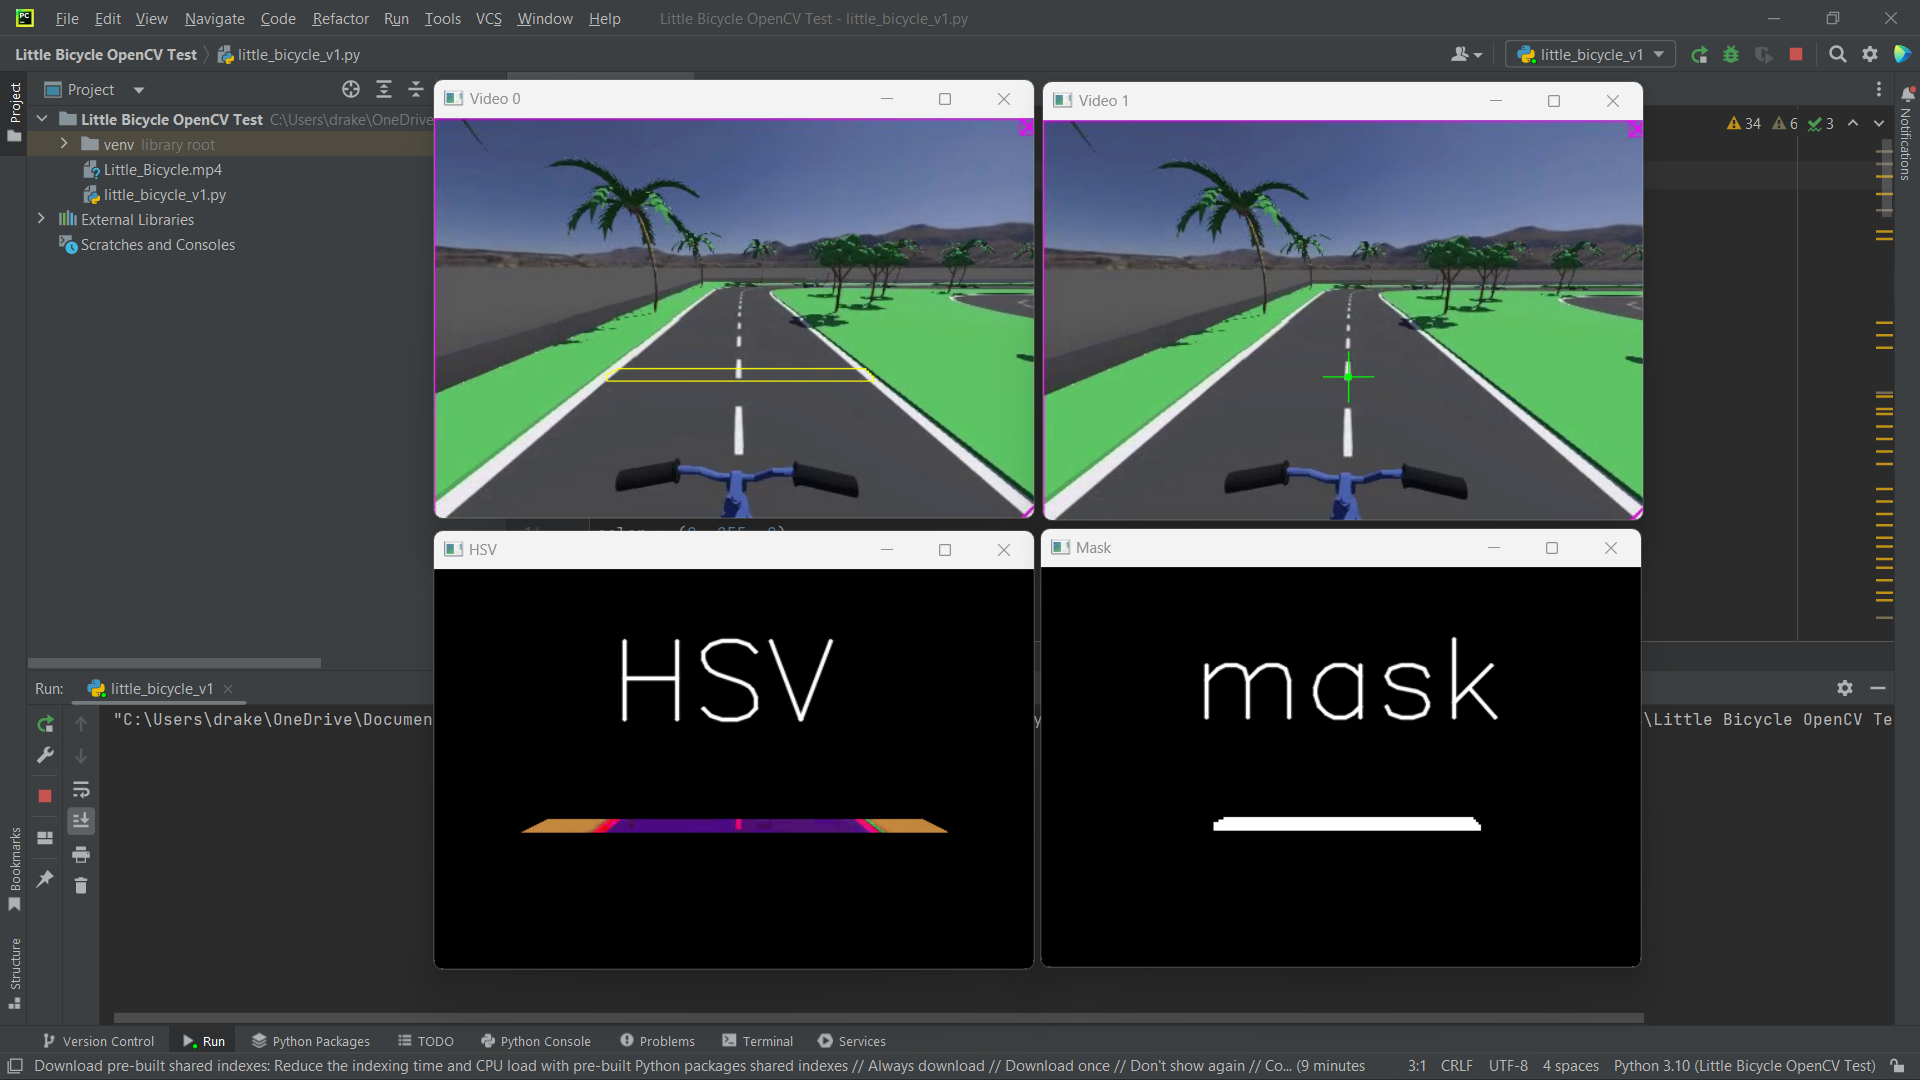 PC File Edit View Navigate Code Refactor Run Tools VCS Window Help Little Bicycle OpenCV Test - little_bicycle_v1.py
Little Bicycle OpenCV Test little_bicycle_v1.py little_bicycle_v1
Project
Project
Little Bicycle OpenCV Test C:\Users\drake\OneDrive
venv library root
Little_Bicycle.mp4
little_bicycle_v1.py
External Libraries
Scratches and Consoles
Video 0
Video 1
34 6 3
Notifications
HSV
HSV
Mask
mask
Run: little_bicycle_v1
"C:\Users\drake\OneDrive\Documen
\Little Bicycle OpenCV Te
Bookmarks
Structure
Version Control Run Python Packages TODO Python Console Problems Terminal Services
Download pre-built shared indexes: Reduce the indexing time and CPU load with pre-built Python packages shared indexes // Always download // Download once // Don't show again // Co... (9 minutes 3:1 CRLF UTF-8 4 spaces Python 3.10 (Little Bicycle OpenCV Test)